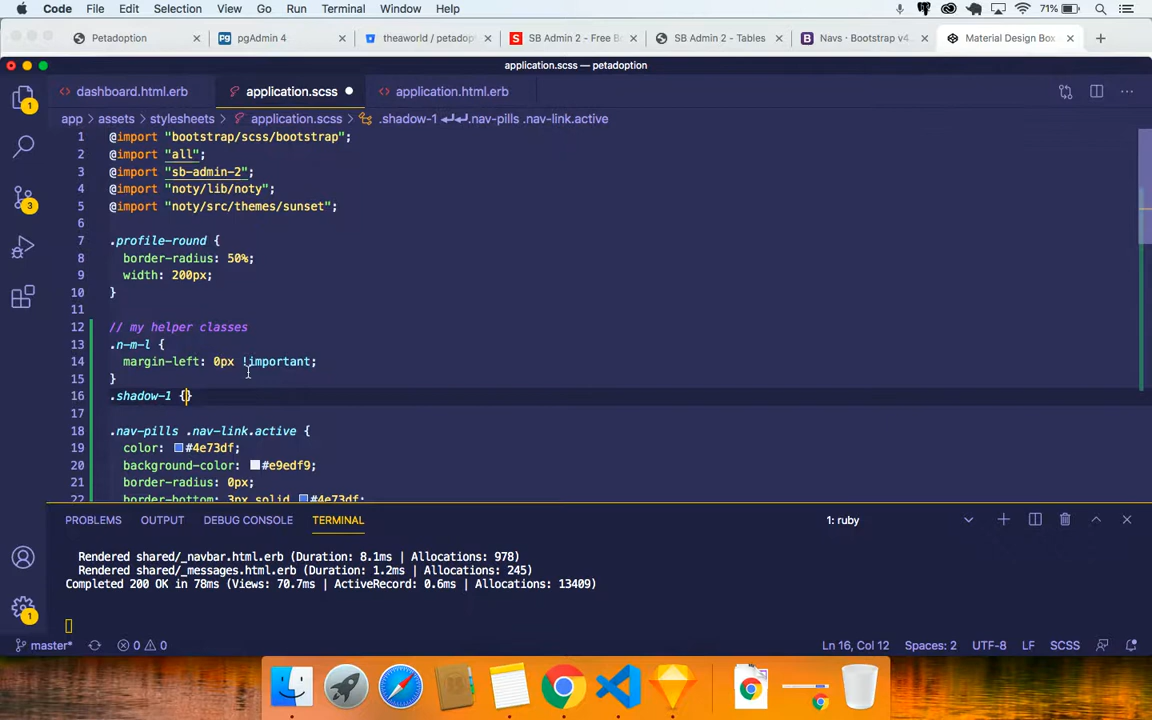 Code File Edit Selection View Go Run Terminal Window Help 71%
Petadoption pgAdmin 4 theaworld / petadop SB Admin 2 - Free B SB Admin 2 - Tables Navs · Bootstrap v4. Material Design Box
application.scss — petadoption
dashboard.html.erb application.scss application.html.erb
app > assets > stylesheets > application.scss > .shadow-1 ↵↵.nav-pills .nav-link.active
1 @import "bootstrap/scss/bootstrap";
2 @import "all";
3 @import "sb-admin-2";
4 @import "noty/lib/noty";
5 @import "noty/src/themes/sunset";
6
7 .profile-round {
8 border-radius: 50%;
9 width: 200px;
10 }
11
12 // my helper classes
13 .n-m-l {
14 margin-left: 0px !important;
15 }
16 .shadow-1 {}
17
18 .nav-pills .nav-link.active {
19 color: #4e73df;
20 background-color: #e9edf9;
21 border-radius: 0px;
22 border-bottom: 3px solid #4e73df;
PROBLEMS OUTPUT DEBUG CONSOLE TERMINAL 1: ruby
Rendered shared/_navbar.html.erb (Duration: 8.1ms | Allocations: 978)
Rendered shared/_messages.html.erb (Duration: 1.2ms | Allocations: 245)
Completed 200 OK in 78ms (Views: 70.7ms | ActiveRecord: 0.6ms | Allocations: 13409)
1
3
1
master* 0 0 Ln 16, Col 12 Spaces: 2 UTF-8 LF SCSS